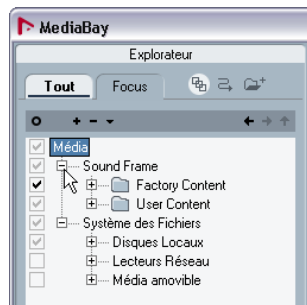 MediaBay
Explorateur
Tout Focus
Média
Sound Frame
Factory Content
User Content
Système des Fichiers
Disques Locaux
Lecteurs Réseau
Média amovible